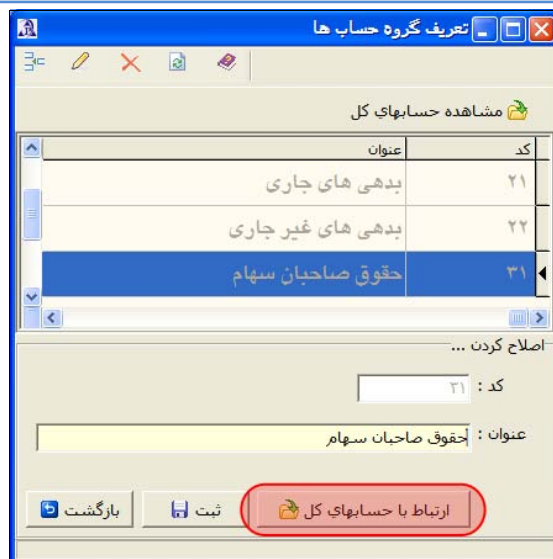 تعریف گروه حساب ها
مشاهده حسابهاي کل
کد عنوان
۲۱ بدهی های جاری
۲۲ بدهی های غیر جاری
۳۱ حقوق صاحبان سهام
اصلاح کردن ...
کد : ۳۱
عنوان : حقوق صاحبان سهام
ارتباط با حسابهاي کل ثبت بازگشت